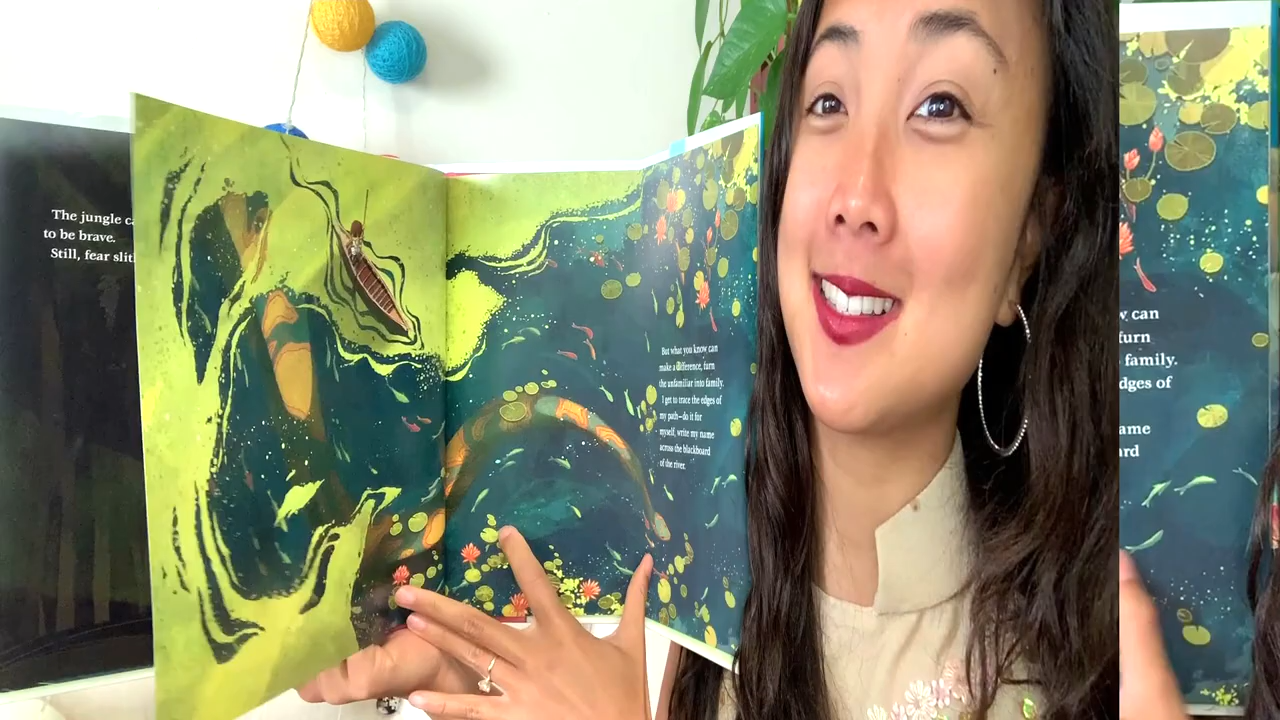 The jungle ca
to be brave.
Still, fear slit
But what you know can
make a difference, turn
the unfamiliar into family.
I get to trace the edges of
my path—do it for
myself, write my name
across the blackboard
of the river.
w can
turn
family.
dges of
ame
ard